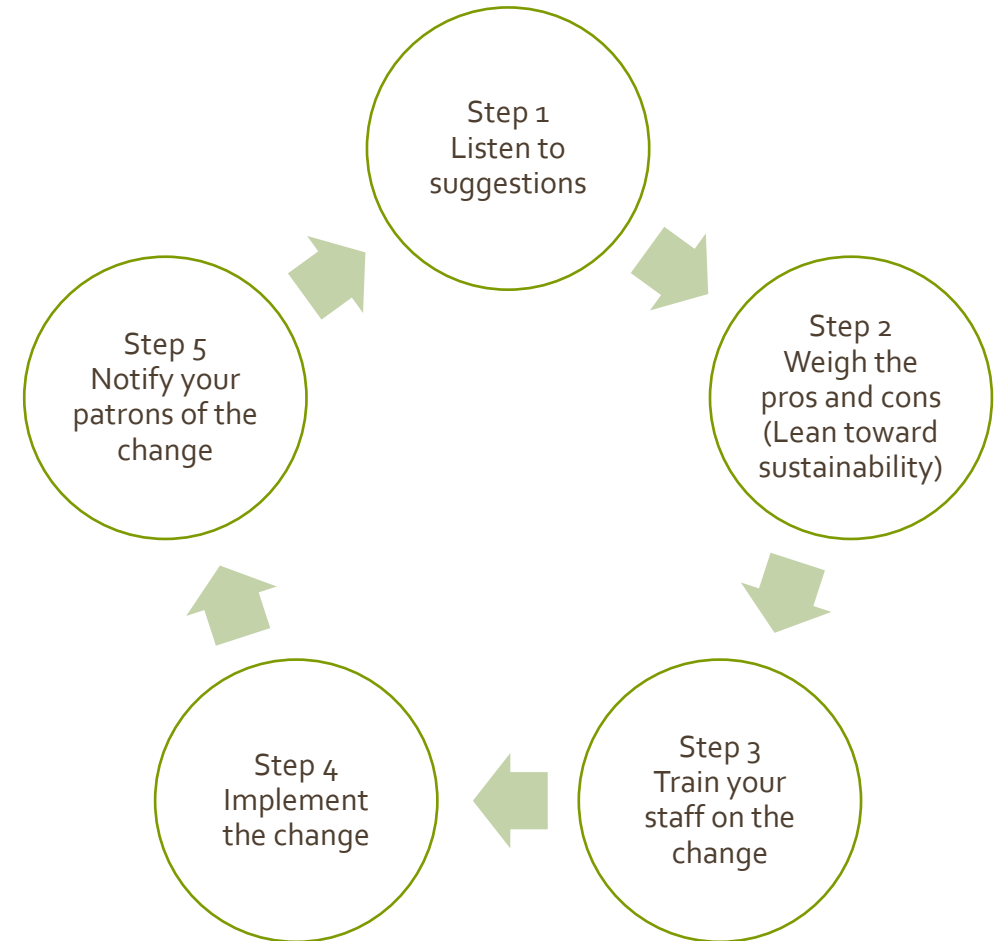 Step 1
Listen to
suggestions
Step 2
Weigh the
pros and cons
(Lean toward
sustainability)
Step 3
Train your
staff on the
change
Step 4
Implement
the change
Step 5
Notify your
patrons of the
change